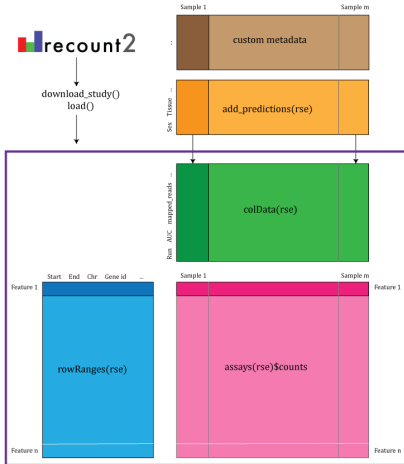 Sample 1 Sample m
recount2
custom metadata
..
download_study()
load()
Sex Tissue ..
add_predictions(rse)
Run AUC mapped_reads ..
colData(rse)
Start End Chr Gene id ...
Sample 1 Sample m
Feature 1 Feature 1
rowRanges(rse)
assays(rse)$counts
Feature n Feature n